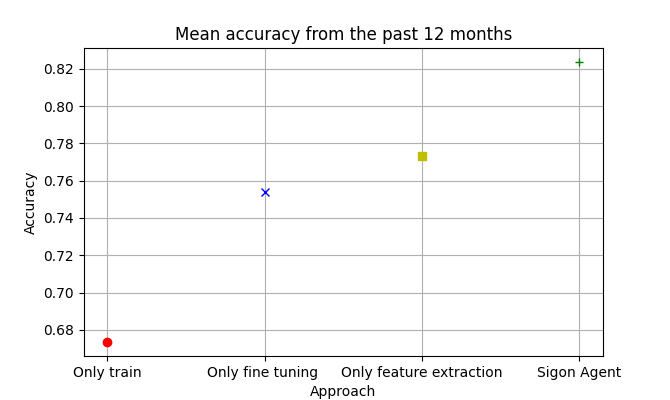 Mean accuracy from the past 12 months
0.82
0.80
0.78
0.76
0.74
0.72
0.70
0.68
Accuracy
Only train
Only fine tuning
Only feature extraction
Sigon Agent
Approach